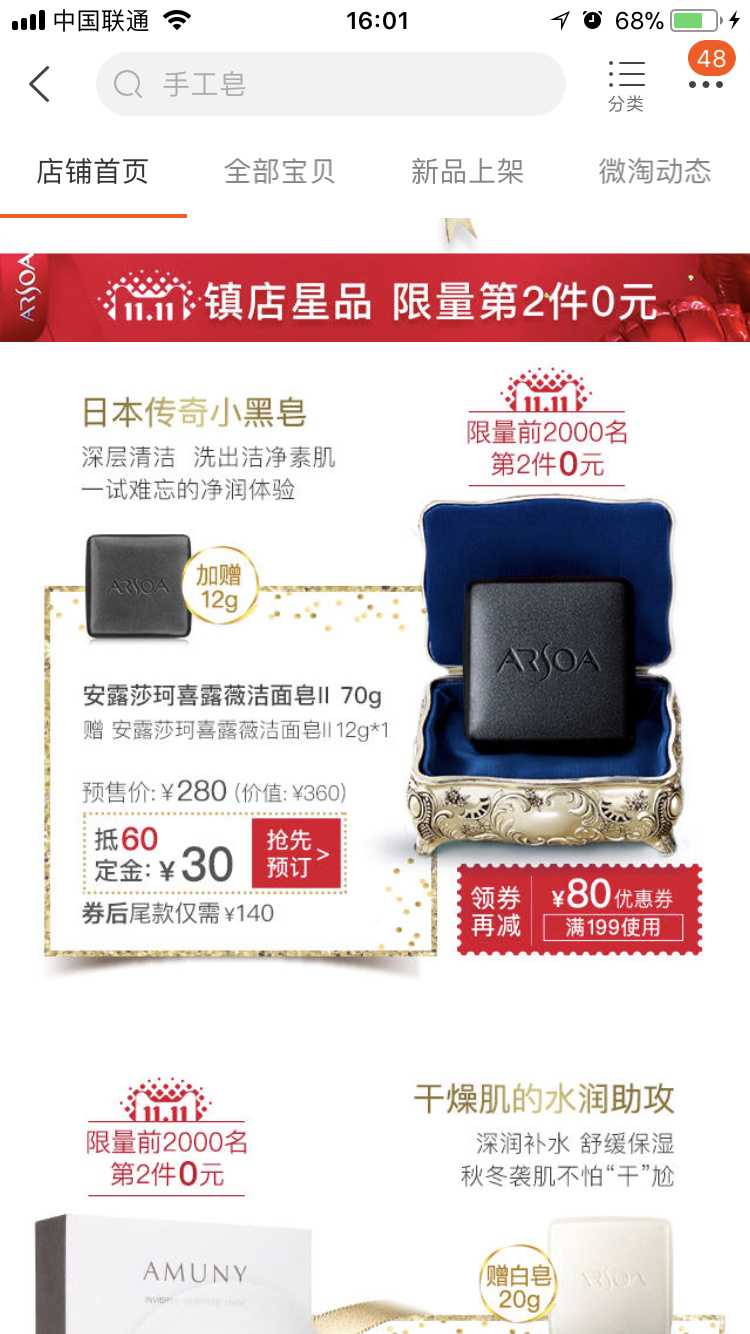 中国联通 16:01 68%
手工皂
48
分类
店铺首页 全部宝贝 新品上架 微淘动态
ARSOA
11.11 镇店星品 限量第2件0元
日本传奇小黑皂
深层清洁 洗出洁净素肌
一试难忘的净润体验
11.11
限量前2000名
第2件0元
ARSOA
加赠
12g
ARSOA
安露莎珂喜露薇洁面皂II 70g
赠 安露莎珂喜露薇洁面皂II 12g*1
预售价: ¥280 (价值: ¥360)
抵60
定金: ¥30
抢先
预订 >
券后尾款仅需 ¥140
领券
再减
¥80优惠券
满199使用
11.11
限量前2000名
第2件0元
干燥肌的水润助攻
深润补水 舒缓保湿
秋冬袭肌不怕“干”尬
AMUNY
赠白皂
20g
ARSOA